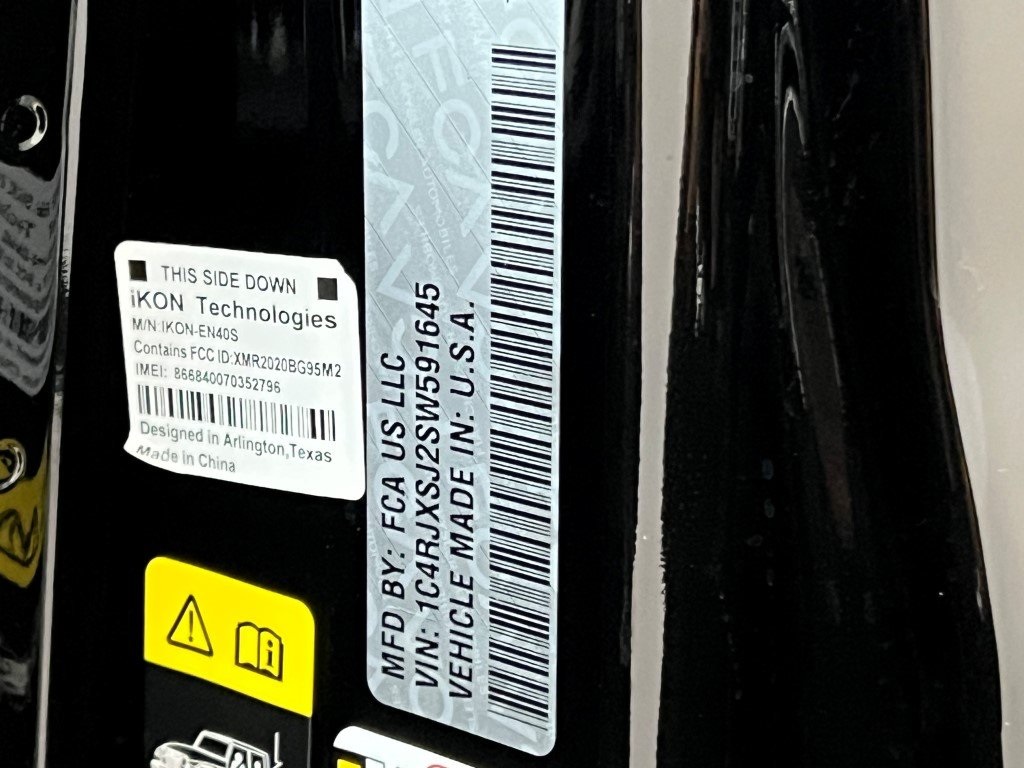 THIS SIDE DOWN
iKON Technologies
M/N:IKON-EN40S
Contains FCC ID:XMR2020BG95M2
IMEI: 866840070352796
Designed in Arlington,Texas
Made in China
MFD BY: FCA US LLC
VIN: 1C4RJXSJ2SW591645
VEHICLE MADE IN: U.S.A.